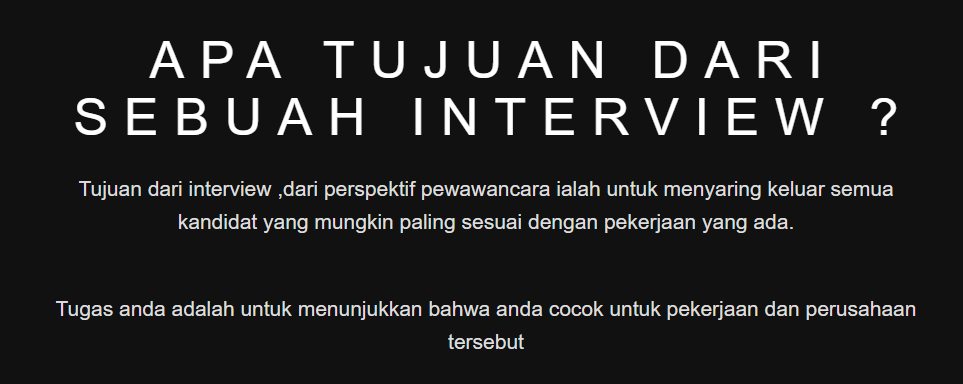 APA TUJUAN DARI
SEBUAH INTERVIEW ?
Tujuan dari interview ,dari perspektif pewawancara ialah untuk menyaring keluar semua
kandidat yang mungkin paling sesuai dengan pekerjaan yang ada.
Tugas anda adalah untuk menunjukkan bahwa anda cocok untuk pekerjaan dan perusahaan
tersebut